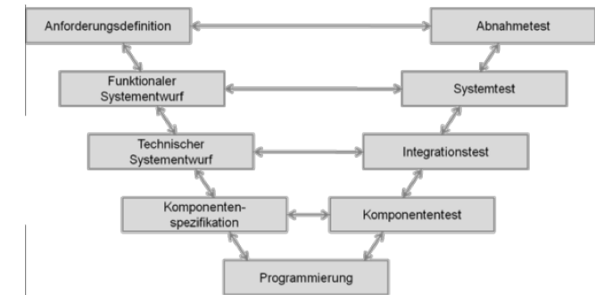 Anforderungsdefinition
Abnahmetest
Funktionaler
Systementwurf
Systemtest
Technischer
Systementwurf
Integrationstest
Komponenten-
spezifikation
Komponententest
Programmierung